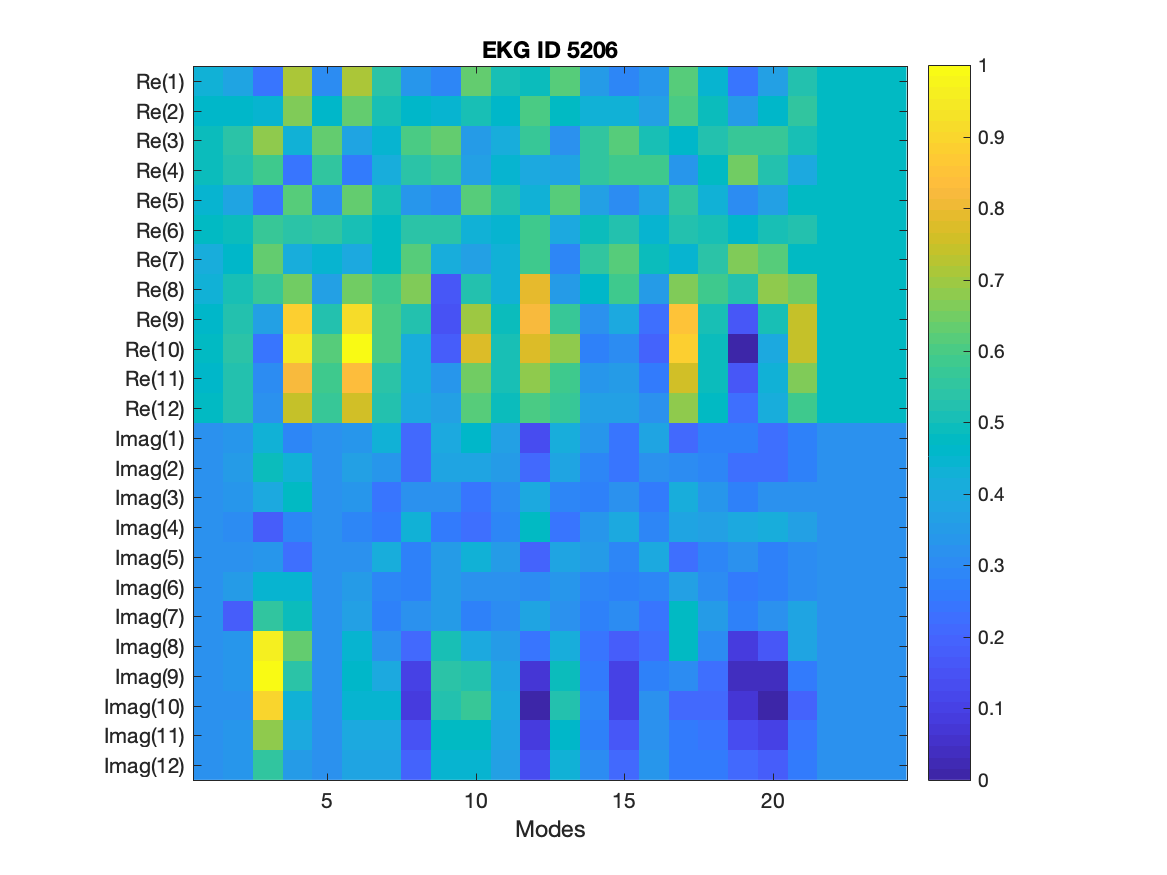 EKG ID 5206
Re(1)
Re(2)
Re(3)
Re(4)
Re(5)
Re(6)
Re(7)
Re(8)
Re(9)
Re(10)
Re(11)
Re(12)
Imag(1)
Imag(2)
Imag(3)
Imag(4)
Imag(5)
Imag(6)
Imag(7)
Imag(8)
Imag(9)
Imag(10)
Imag(11)
Imag(12)
5 10 15 20
Modes
1
0.9
0.8
0.7
0.6
0.5
0.4
0.3
0.2
0.1
0